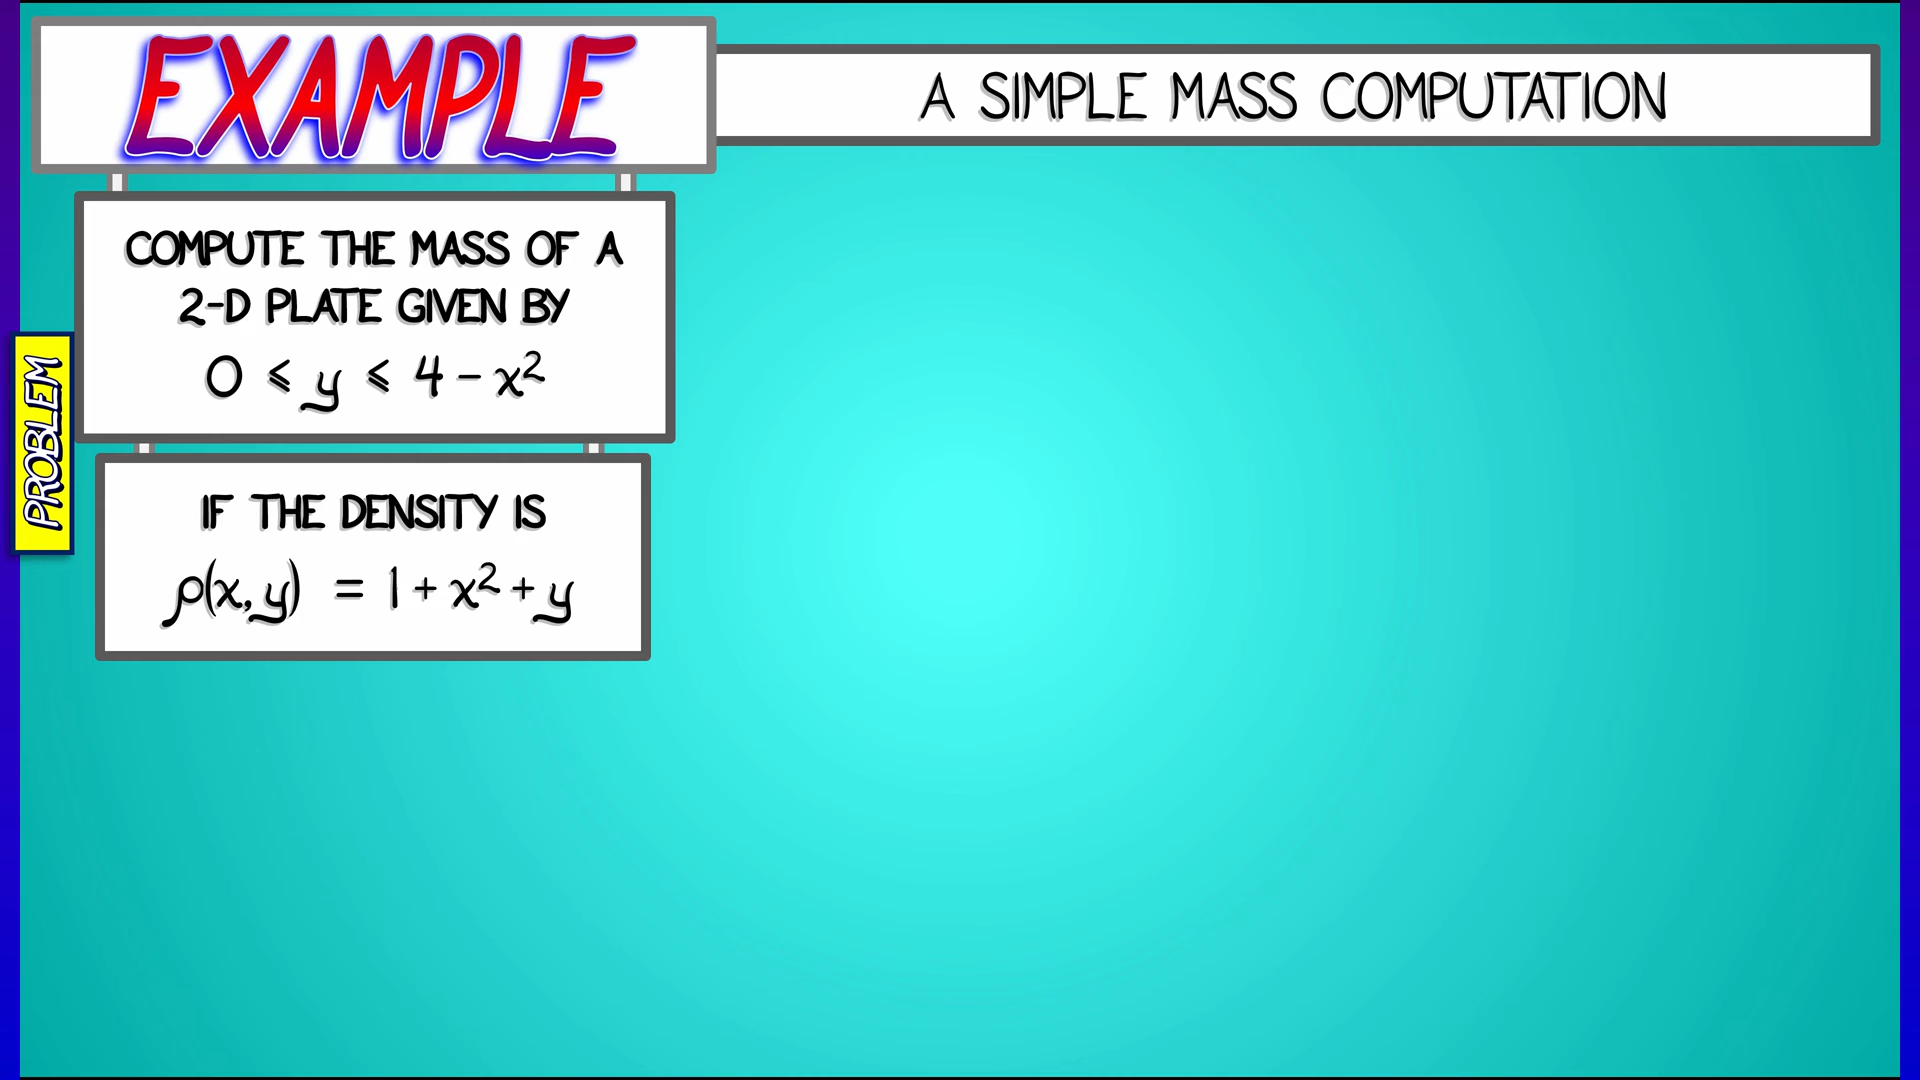 EXAMPLE
A SIMPLE MASS COMPUTATION
COMPUTE THE MASS OF A
2-D PLATE GIVEN BY
0 ⩽ y ⩽ 4 - x²
PROBLEM
IF THE DENSITY IS
ρ(x,y) = 1 + x² + y